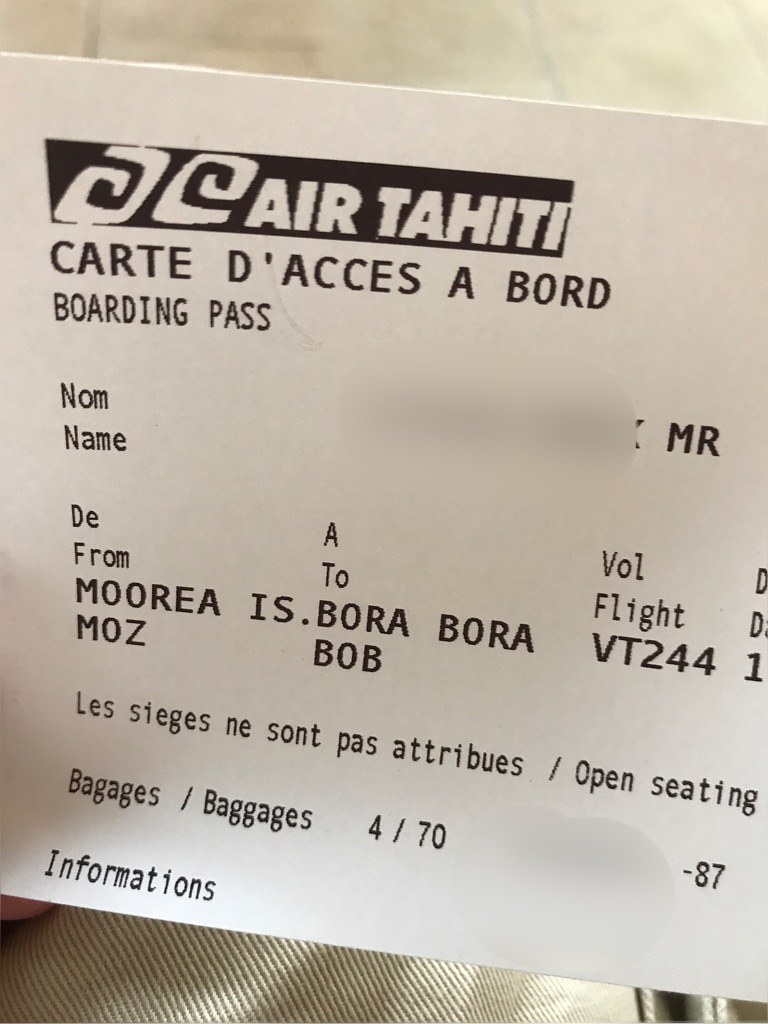 AIR TAHITI
CARTE D'ACCES A BORD
BOARDING PASS
Nom
Name MR
De A Vol
From To Flight
MOOREA IS.BORA BORA VT244 1
MOZ BOB
Les sieges ne sont pas attribues / Open seating
Bagages / Baggages 4 / 70 -87
Informations